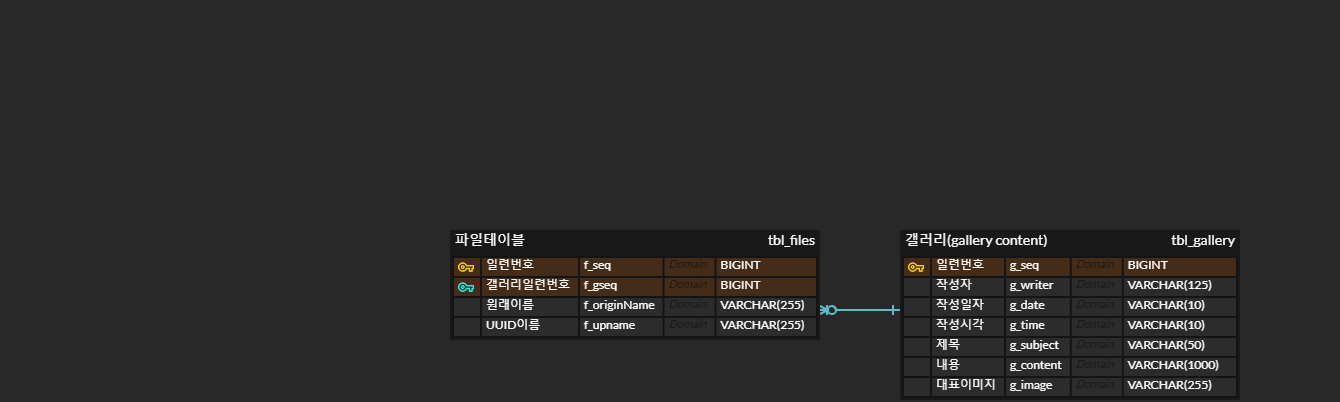 파일테이블 tbl_files
일련번호 f_seq Domain BIGINT
갤러리일련번호 f_gseq Domain BIGINT
원래이름 f_originName Domain VARCHAR(255)
UUID이름 f_upname Domain VARCHAR(255)
갤러리(gallery content) tbl_gallery
일련번호 g_seq Domain BIGINT
작성자 g_writer Domain VARCHAR(125)
작성일자 g_date Domain VARCHAR(10)
작성시각 g_time Domain VARCHAR(10)
제목 g_subject Domain VARCHAR(50)
내용 g_content Domain VARCHAR(1000)
대표이미지 g_image Domain VARCHAR(255)